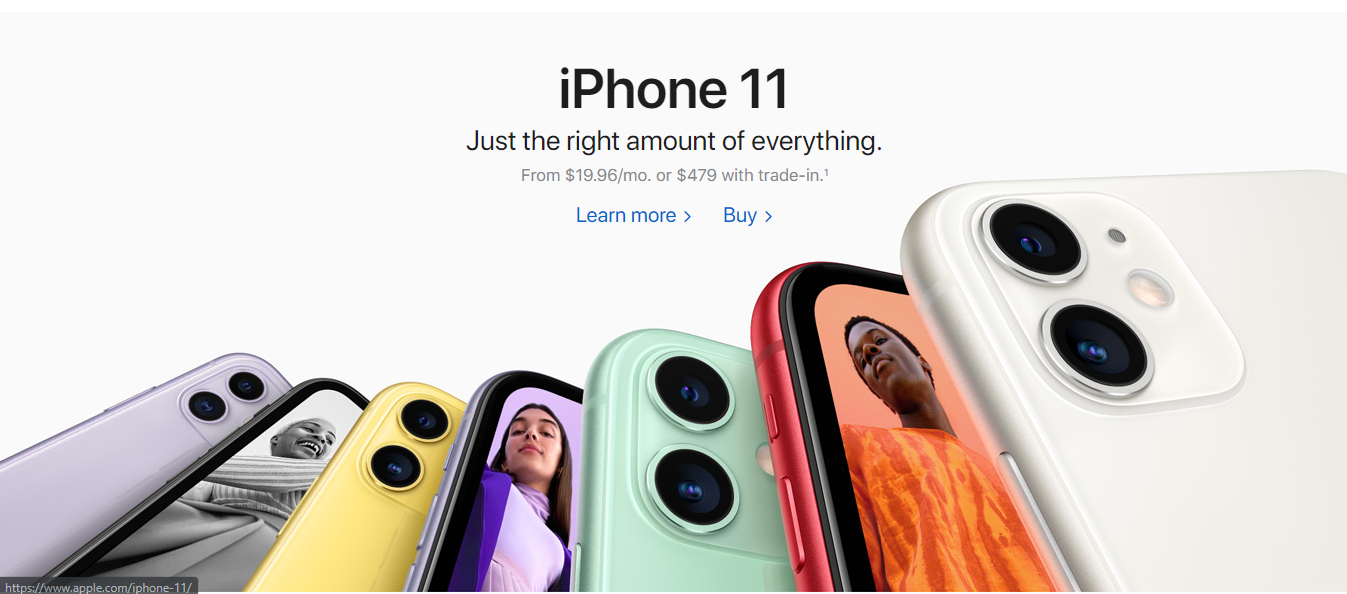 iPhone 11
Just the right amount of everything.
From $19.96/mo. or $479 with trade-in.¹
Learn more > Buy >
https://www.apple.com/iphone-11/